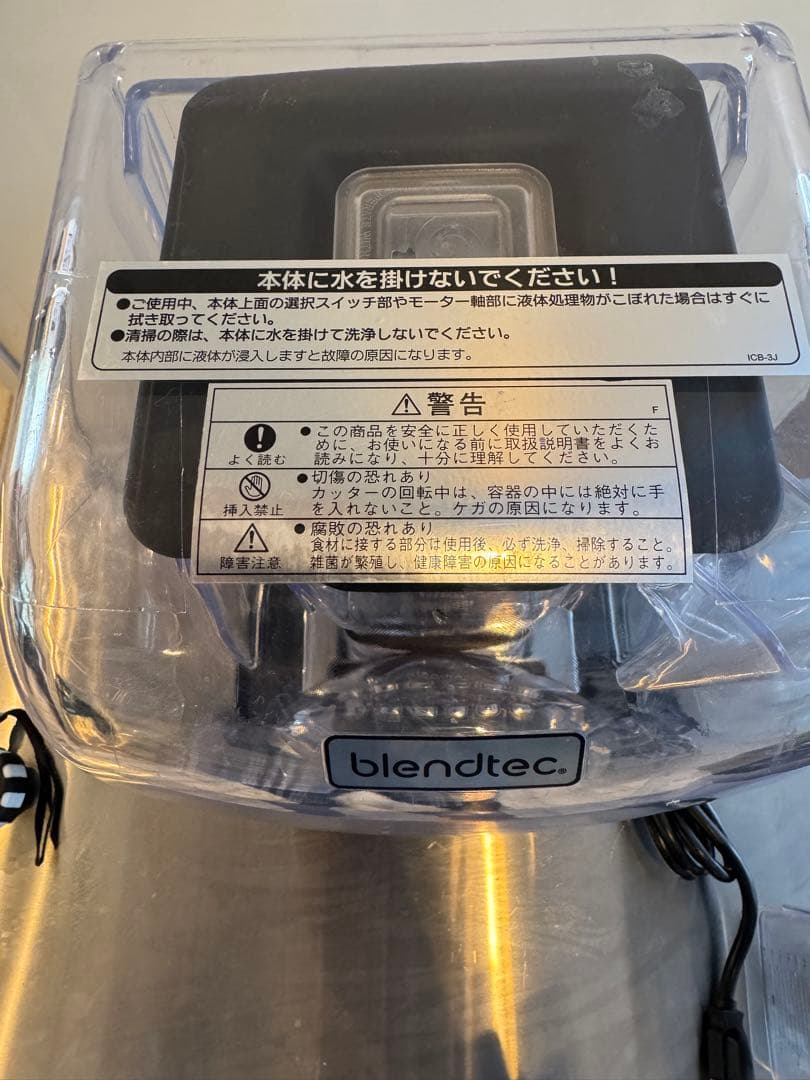 本体に水を掛けないでください！
●ご使用中、本体上面の選択スイッチ部やモーター軸部に液体処理物がこぼれた場合はすぐに
拭き取ってください。
●清掃の際は、本体に水を掛けて洗浄しないでください。
本体内部に液体が浸入しますと故障の原因になります。
ICB-3J
警告
F
よく読む
●この商品を安全に正しく使用していただくた
めに、お使いになる前に取扱説明書をよくお
読みになり、十分に理解してください。
挿入禁止
●切傷の恐れあり
カッターの回転中は、容器の中には絶対に手
を入れないこと。ケガの原因になります。
障害注意
●腐敗の恐れあり
食材に接する部分は使用後、必ず洗浄、掃除すること。
雑菌が繁殖し、健康障害の原因になることがあります。
blendtec®